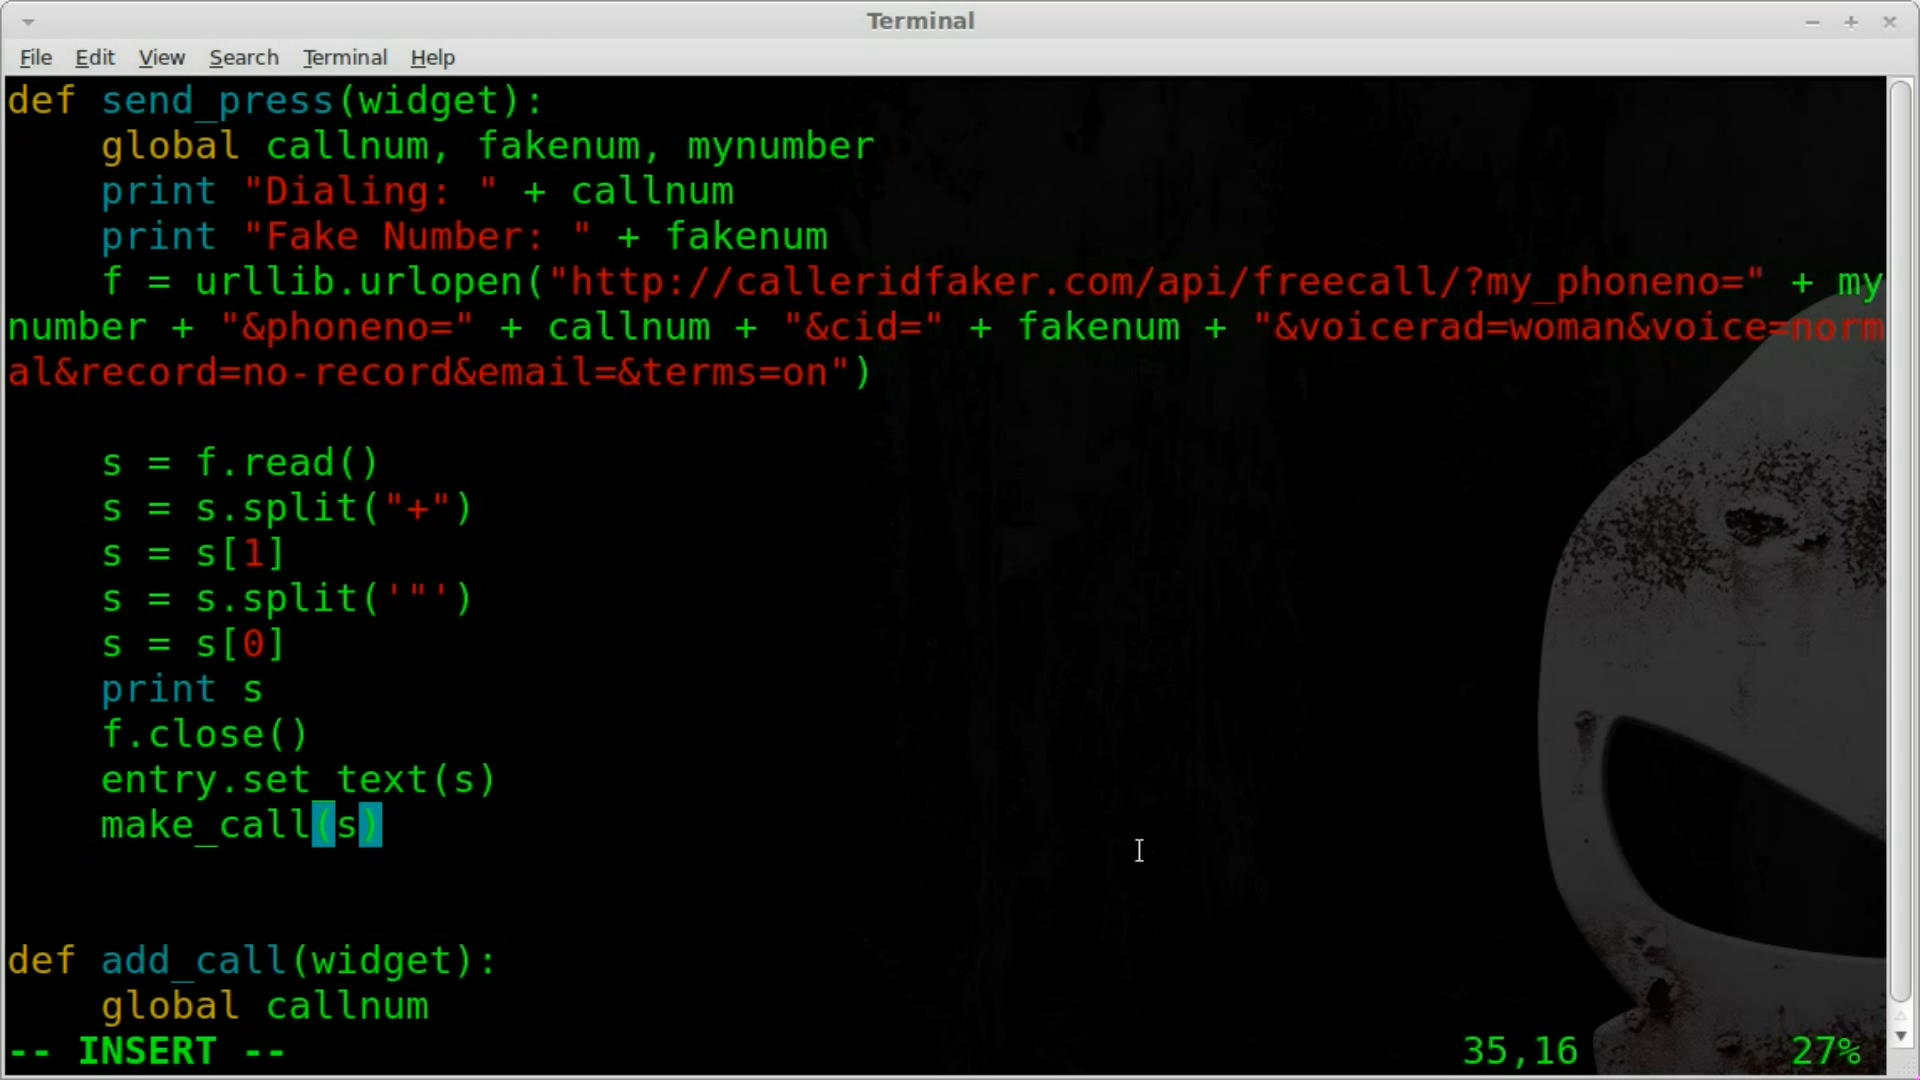 Terminal
File Edit View Search Terminal Help
def send_press(widget):
    global callnum, fakenum, mynumber
    print "Dialing: " + callnum
    print "Fake Number: " + fakenum
    f = urllib.urlopen("http://calleridfaker.com/api/freecall/?my_phoneno=" + my
number + "&phoneno=" + callnum + "&cid=" + fakenum + "&voicerad=woman&voice=norm
al&record=no-record&email=&terms=on")
    s = f.read()
    s = s.split("+")
    s = s[1]
    s = s.split('"')
    s = s[0]
    print s
    f.close()
    entry.set_text(s)
    make_call(s)
def add_call(widget):
    global callnum
-- INSERT -- 35,16 27%